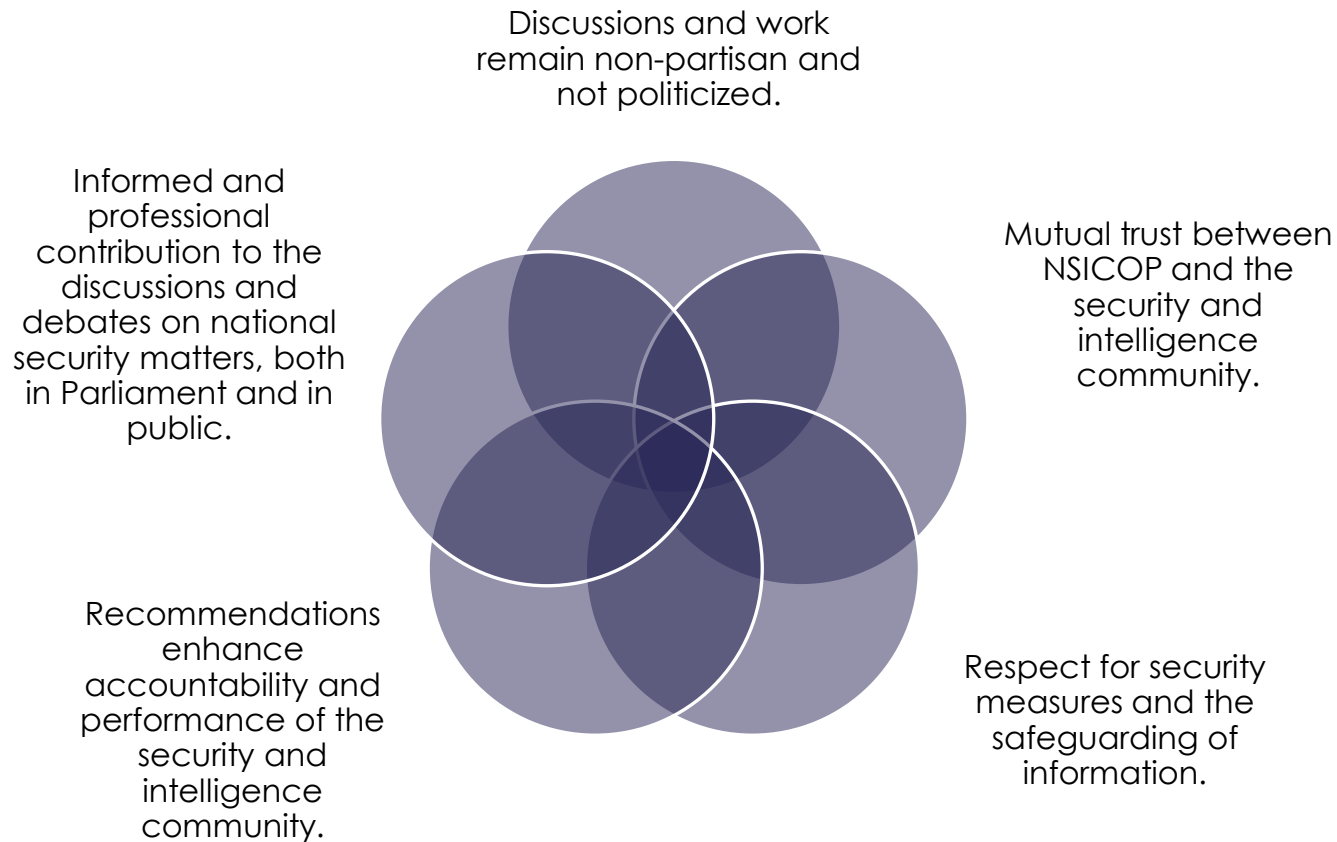 Discussions and work
remain non-partisan and
not politicized.
Mutual trust between
NSICOP and the
security and
intelligence
community.
Respect for security
measures and the
safeguarding of
information.
Recommendations
enhance
accountability and
performance of the
security and
intelligence
community.
Informed and
professional
contribution to the
discussions and
debates on national
security matters, both
in Parliament and in
public.